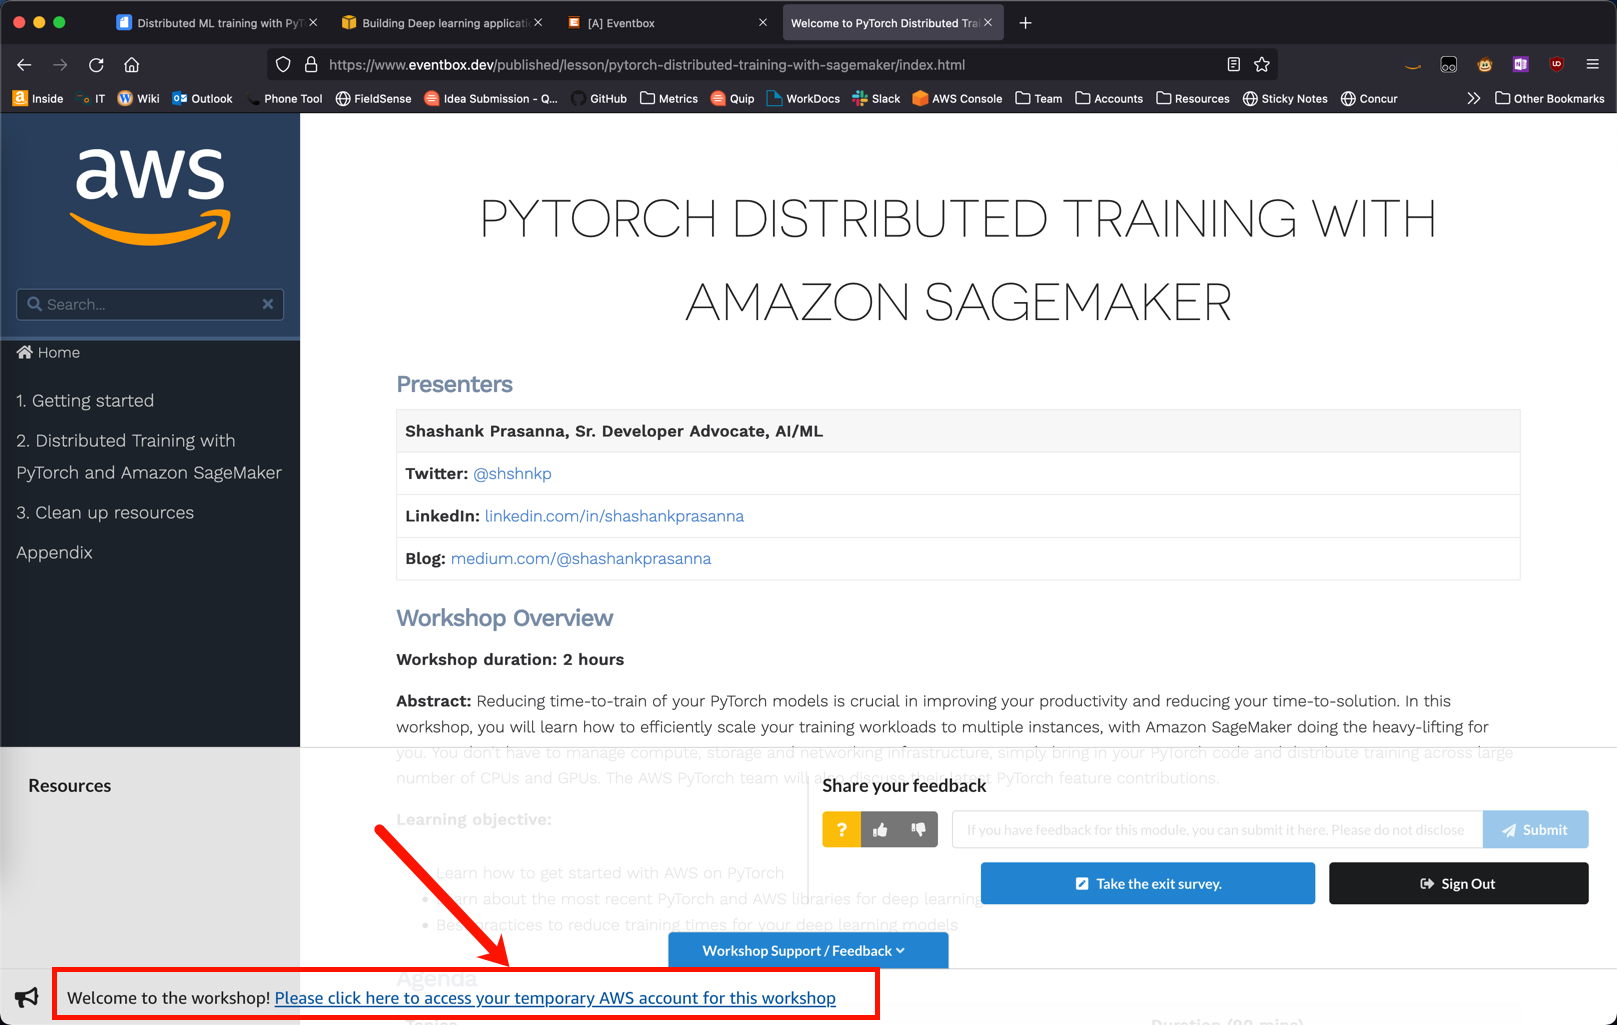 Distributed ML training with PyT
Building Deep learning applicati
[A] Eventbox
Welcome to PyTorch Distributed Tra
https://www.eventbox.dev/published/lesson/pytorch-distributed-training-with-sagemaker/index.html
Inside
IT
Wiki
Outlook
Phone Tool
FieldSense
Idea Submission - Q...
GitHub
Metrics
Quip
WorkDocs
Slack
AWS Console
Team
Accounts
Resources
Sticky Notes
Concur
Other Bookmarks
aws
Search...
Home
1. Getting started
2. Distributed Training with
PyTorch and Amazon SageMaker
3. Clean up resources
Appendix
PYTORCH DISTRIBUTED TRAINING WITH
AMAZON SAGEMAKER
Presenters
Shashank Prasanna, Sr. Developer Advocate, AI/ML
Twitter: @shshnkp
LinkedIn: linkedin.com/in/shashankprasanna
Blog: medium.com/@shashankprasanna
Workshop Overview
Workshop duration: 2 hours
Abstract: Reducing time-to-train of your PyTorch models is crucial in improving your productivity and reducing your time-to-solution. In this
workshop, you will learn how to efficiently scale your training workloads to multiple instances, with Amazon SageMaker doing the heavy-lifting for
you. You don't have to manage compute, storage and networking infrastructure, simply bring in your PyTorch code and distribute training across large
number of CPUs and GPUs. The AWS PyTorch team will also discuss their latest PyTorch feature contributions.
Learning objective:
Learn how to get started with AWS on PyTorch
Learn about the most recent PyTorch and AWS libraries for deep learning
Best practices to reduce training times for your deep learning models
Agenda
Resources
Share your feedback
?
If you have feedback for this module, you can submit it here. Please do not disclose
Submit
Take the exit survey.
Sign Out
Workshop Support / Feedback
Welcome to the workshop! Please click here to access your temporary AWS account for this workshop
Topics